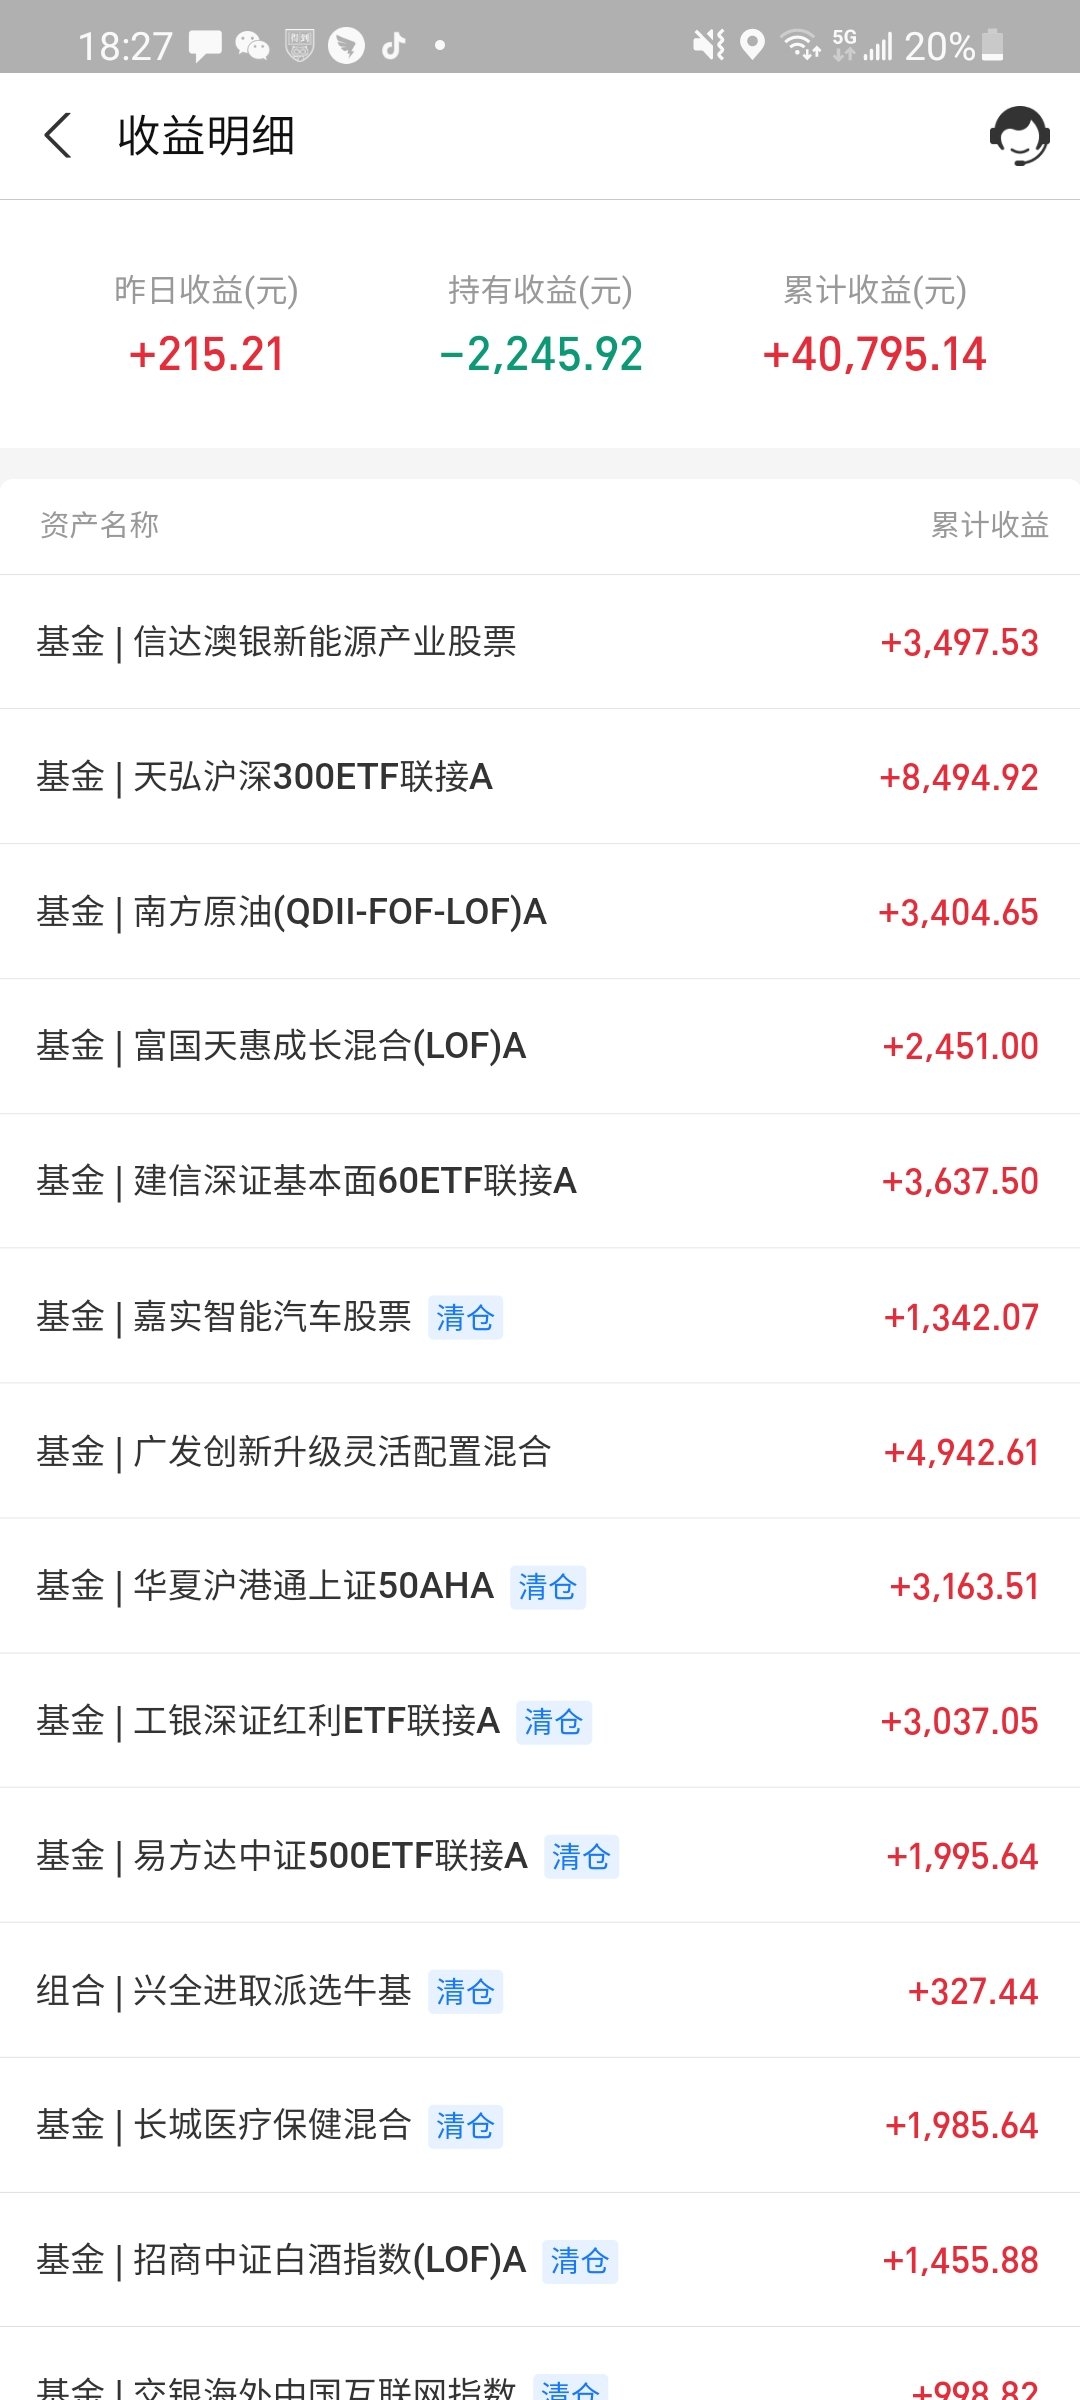 18:27 5G 20%
收益明细
昨日收益(元) 持有收益(元) 累计收益(元)
+215.21 -2,245.92 +40,795.14
资产名称 累计收益
基金 | 信达澳银新能源产业股票 +3,497.53
基金 | 天弘沪深300ETF联接A +8,494.92
基金 | 南方原油(QDII-FOF-LOF)A +3,404.65
基金 | 富国天惠成长混合(LOF)A +2,451.00
基金 | 建信深证基本面60ETF联接A +3,637.50
基金 | 嘉实智能汽车股票 清仓 +1,342.07
基金 | 广发创新升级灵活配置混合 +4,942.61
基金 | 华夏沪港通上证50AHA 清仓 +3,163.51
基金 | 工银深证红利ETF联接A 清仓 +3,037.05
基金 | 易方达中证500ETF联接A 清仓 +1,995.64
组合 | 兴全进取派选牛基 清仓 +327.44
基金 | 长城医疗保健混合 清仓 +1,985.64
基金 | 招商中证白酒指数(LOF)A 清仓 +1,455.88
基金 | 交银海外中国互联网指数 清仓 +998.82